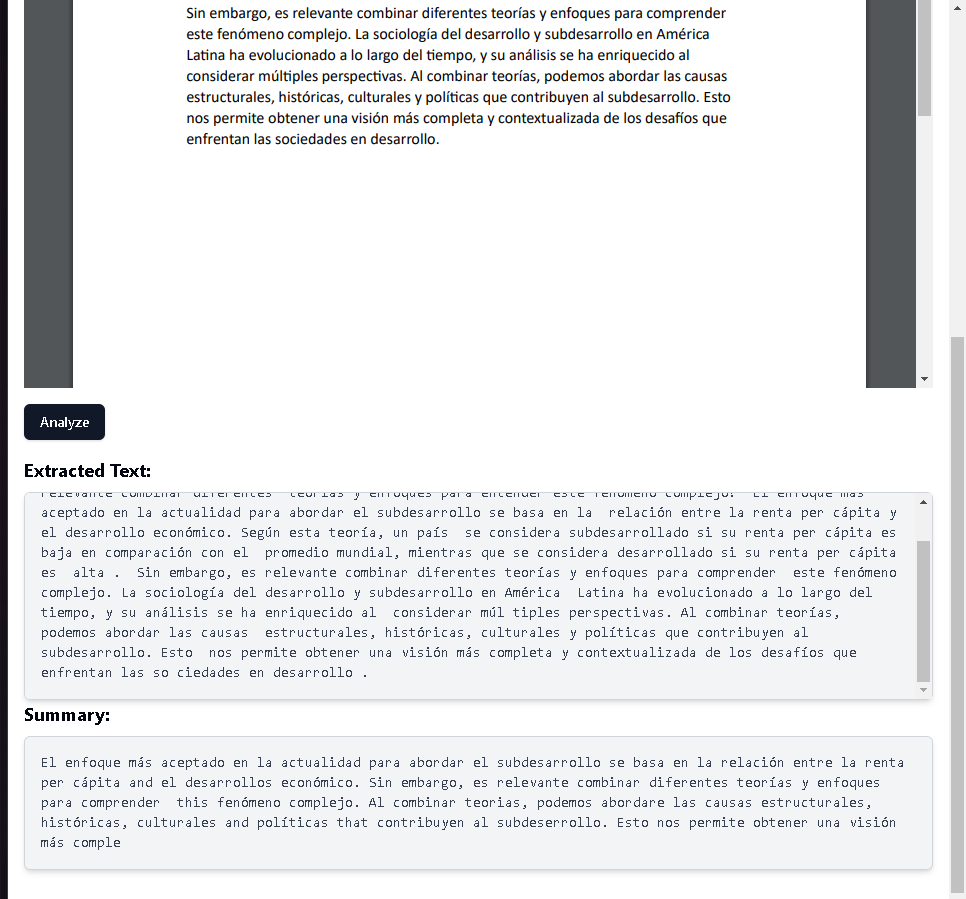 Sin embargo, es relevante combinar diferentes teorías y enfoques para comprender
este fenómeno complejo. La sociología del desarrollo y subdesarrollo en América
Latina ha evolucionado a lo largo del tiempo, y su análisis se ha enriquecido al
considerar múltiples perspectivas. Al combinar teorías, podemos abordar las causas
estructurales, históricas, culturales y políticas que contribuyen al subdesarrollo. Esto
nos permite obtener una visión más completa y contextualizada de los desafíos que
enfrentan las sociedades en desarrollo.
Analyze
Extracted Text:
relevante combinar diferentes  teorías y enfoques para entender este fenómeno complejo.  El enfoque más
aceptado en la actualidad para abordar el subdesarrollo se basa en la  relación entre la renta per cápita y
el desarrollo económico. Según esta teoría, un país  se considera subdesarrollado si su renta per cápita es
baja en comparación con el  promedio mundial, mientras que se considera desarrollado si su renta per cápita
es  alta .  Sin embargo, es relevante combinar diferentes teorías y enfoques para comprender  este fenómeno
complejo. La sociología del desarrollo y subdesarrollo en América  Latina ha evolucionado a lo largo del
tiempo, y su análisis se ha enriquecido al  considerar múl tiples perspectivas. Al combinar teorías,
podemos abordar las causas  estructurales, históricas, culturales y políticas que contribuyen al
subdesarrollo. Esto  nos permite obtener una visión más completa y contextualizada de los desafíos que
enfrentan las so ciedades en desarrollo .
Summary:
El enfoque más aceptado en la actualidad para abordar el subdesarrollo se basa en la relación entre la renta
per cápita and el desarrollos económico. Sin embargo, es relevante combinar diferentes teorías y enfoques
para comprender  this fenómeno complejo. Al combinar teorias, podemos abordare las causas estructurales,
históricas, culturales and políticas that contribuyen al subdeserrollo. Esto nos permite obtener una visión
más comple